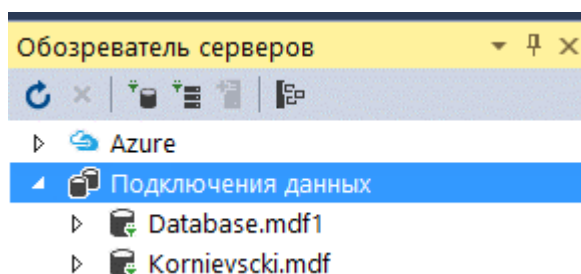 Обозреватель серверов
Azure
Подключения данных
Database.mdf1
Kornievscki.mdf